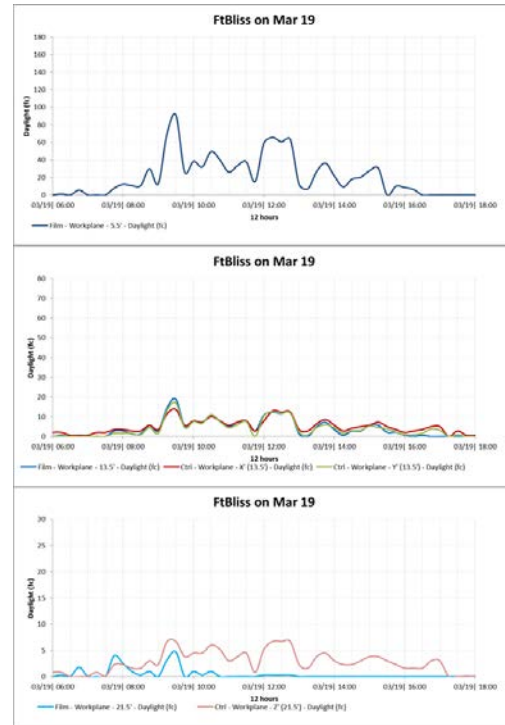 FtBliss on Mar 19
Daylight (fc)
180
160
140
120
100
80
60
40
20
0
03/19| 06:00 03/19| 08:00 03/19| 10:00 03/19| 12:00 03/19| 14:00 03/19| 16:00 03/19| 18:00
12 hours
Film - Workplane - 5.5' - Daylight (fc)
FtBliss on Mar 19
Daylight (fc)
80
70
60
50
40
30
20
10
0
03/19| 06:00 03/19| 08:00 03/19| 10:00 03/19| 12:00 03/19| 14:00 03/19| 16:00 03/19| 18:00
12 hours
Film - Workplane - 13.5' - Daylight (fc) Ctrl - Workplane - X' (13.5') - Daylight (fc) Ctrl - Workplane - Y' (13.5') - Daylight (fc)
FtBliss on Mar 19
Daylight (fc)
30
25
20
15
10
5
0
03/19| 06:00 03/19| 08:00 03/19| 10:00 03/19| 12:00 03/19| 14:00 03/19| 16:00 03/19| 18:00
12 hours
Film - Workplane - 21.5' - Daylight (fc) Ctrl - Workplane - Z' (21.5') - Daylight (fc)